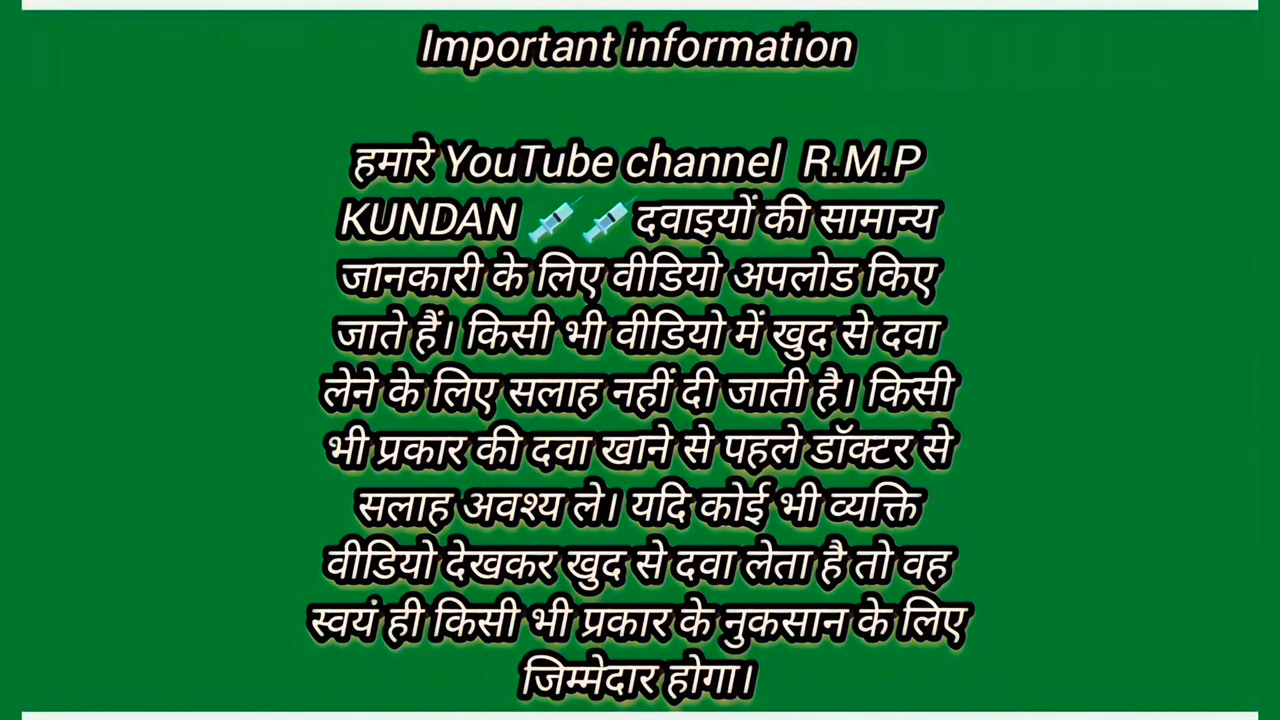 Important information
हमारे YouTube channel R.M.P
KUNDAN 💉 💉 दवाइयों की सामान्य
जानकारी के लिए वीडियो अपलोड किए
जाते हैं। किसी भी वीडियो में खुद से दवा
लेने के लिए सलाह नहीं दी जाती है। किसी
भी प्रकार की दवा खाने से पहले डॉक्टर से
सलाह अवश्य ले। यदि कोई भी व्यक्ति
वीडियो देखकर खुद से दवा लेता है तो वह
स्वयं ही किसी भी प्रकार के नुकसान के लिए
जिम्मेदार होगा।